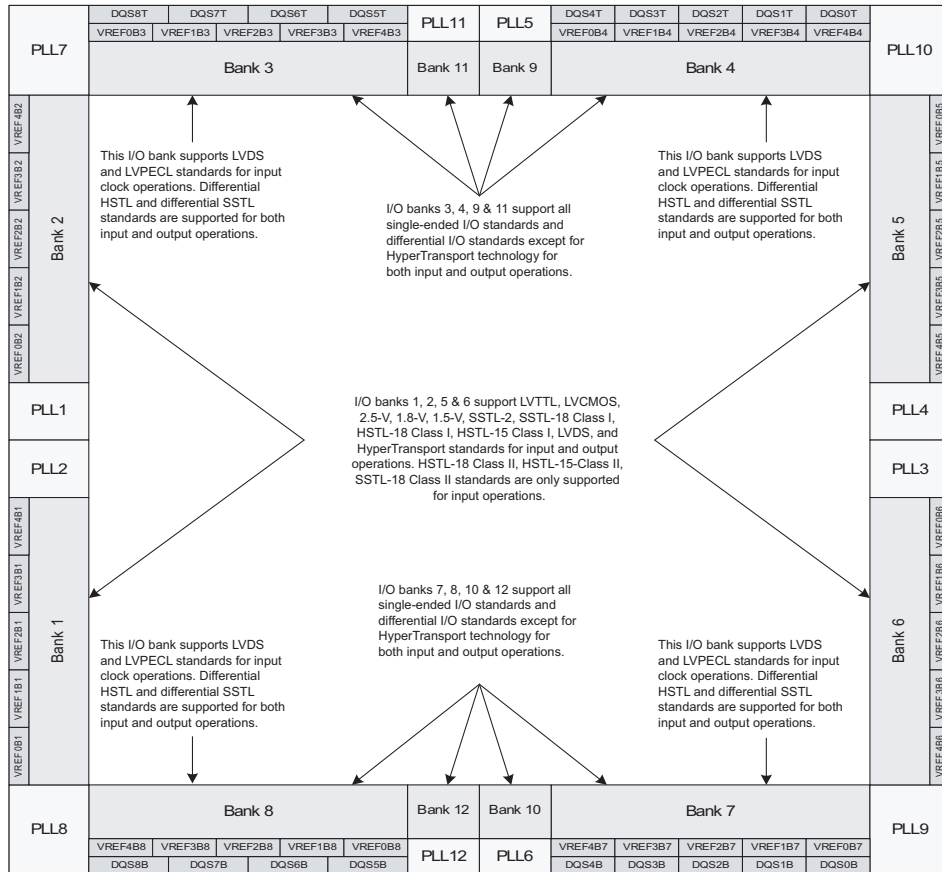 DQS8T DQS7T DQS6T DQS5T PLL11 PLL5 DQS4T DQS3T DQS2T DQS1T DQS0T
VREF0B3 VREF1B3 VREF2B3 VREF3B3 VREF4B3 VREF0B4 VREF1B4 VREF2B4 VREF3B4 VREF4B4
PLL7 PLL10
Bank 3 Bank 11 Bank 9 Bank 4
VREF4B2
VREF3B2
VREF2B2
VREF1B2
VREF0B2
Bank 2
This I/O bank supports LVDS
and LVPECL standards for input
clock operations. Differential
HSTL and differential SSTL
standards are supported for both
input and output operations.
I/O banks 3, 4, 9 & 11 support all
single-ended I/O standards and
differential I/O standards except for
HyperTransport technology for
both input and output operations.
This I/O bank supports LVDS
and LVPECL standards for input
clock operations. Differential
HSTL and differential SSTL
standards are supported for both
input and output operations.
Bank 5
VREF0B5
VREF1B5
VREF2B5
VREF3B5
VREF4B5
PLL1
PLL2
I/O banks 1, 2, 5 & 6 support LVTTL, LVCMOS,
2.5-V, 1.8-V, 1.5-V, SSTL-2, SSTL-18 Class I,
HSTL-18 Class I, HSTL-15 Class I, LVDS, and
HyperTransport standards for input and output
operations. HSTL-18 Class II, HSTL-15-Class II,
SSTL-18 Class II standards are only supported
for input operations.
PLL4
PLL3
VREF4B1
VREF3B1
VREF2B1
VREF1B1
VREF0B1
Bank 1
This I/O bank supports LVDS
and LVPECL standards for input
clock operations. Differential
HSTL and differential SSTL
standards are supported for both
input and output operations.
I/O banks 7, 8, 10 & 12 support all
single-ended I/O standards and
differential I/O standards except for
HyperTransport technology for
both input and output operations.
This I/O bank supports LVDS
and LVPECL standards for input
clock operations. Differential
HSTL and differential SSTL
standards are supported for both
input and output operations.
Bank 6
VREF0B6
VREF1B6
VREF2B6
VREF3B6
VREF4B6
Bank 8 Bank 12 Bank 10 Bank 7
PLL8 PLL9
VREF4B8 VREF3B8 VREF2B8 VREF1B8 VREF0B8 PLL12 PLL6 VREF4B7 VREF3B7 VREF2B7 VREF1B7 VREF0B7
DQS8B DQS7B DQS6B DQS5B DQS4B DQS3B DQS2B DQS1B DQS0B